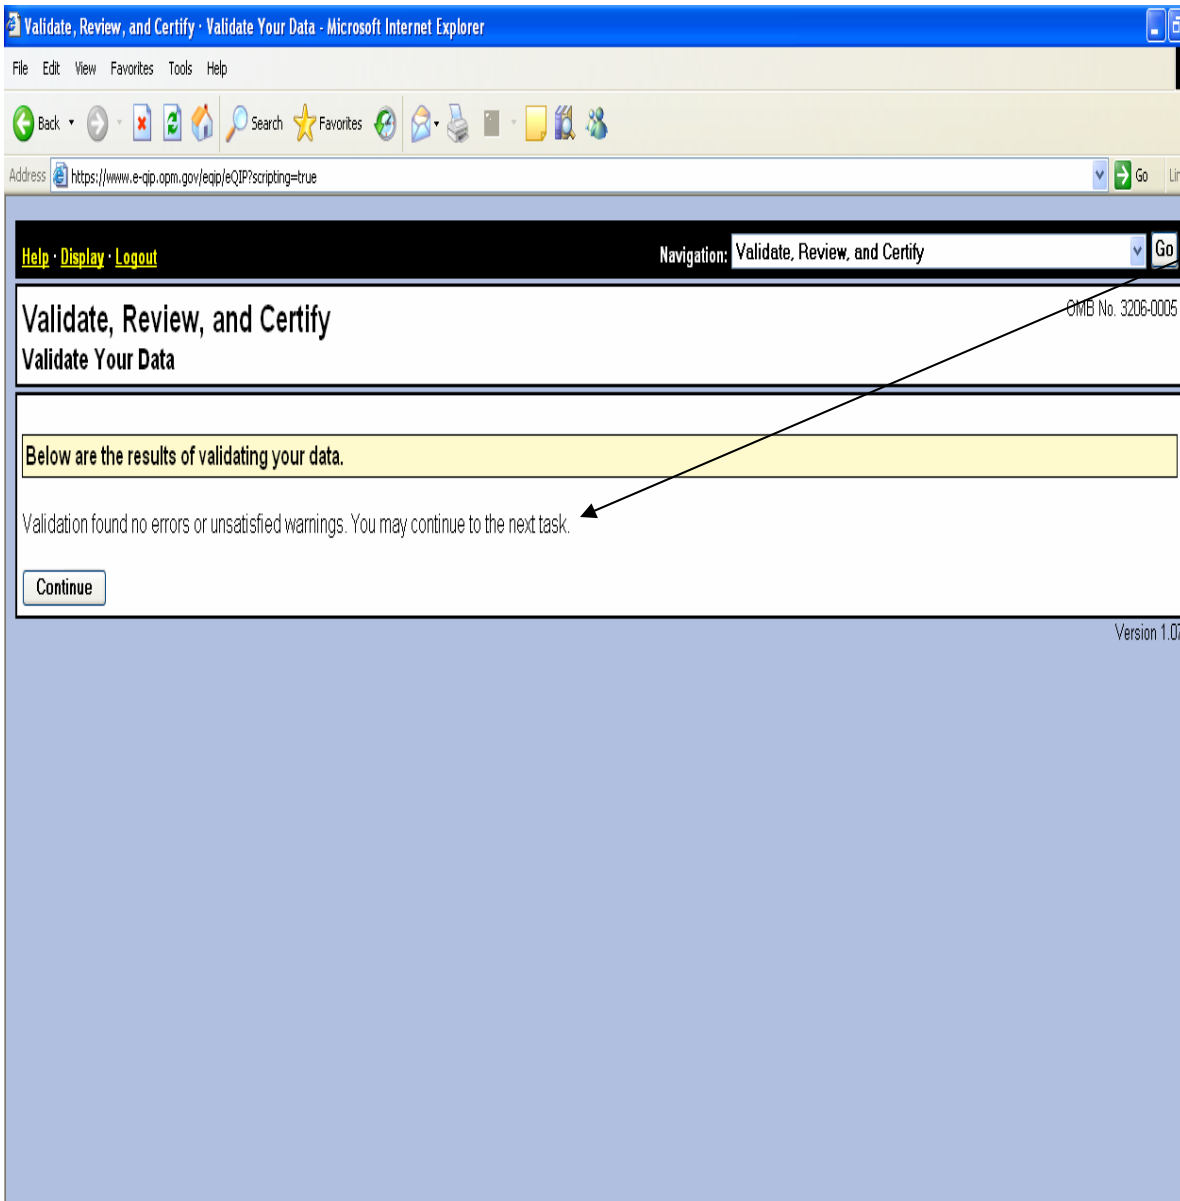 Validate, Review, and Certify · Validate Your Data - Microsoft Internet Explorer
File Edit View Favorites Tools Help
Back Search Favorites
Address https://www.e-qip.opm.gov/eqip/eQIP?scripting=true Go
Help · Display · Logout Navigation: Validate, Review, and Certify Go
Validate, Review, and Certify OMB No. 3206-0005
Validate Your Data
Below are the results of validating your data.
Validation found no errors or unsatisfied warnings. You may continue to the next task.
Continue
Version 1.0